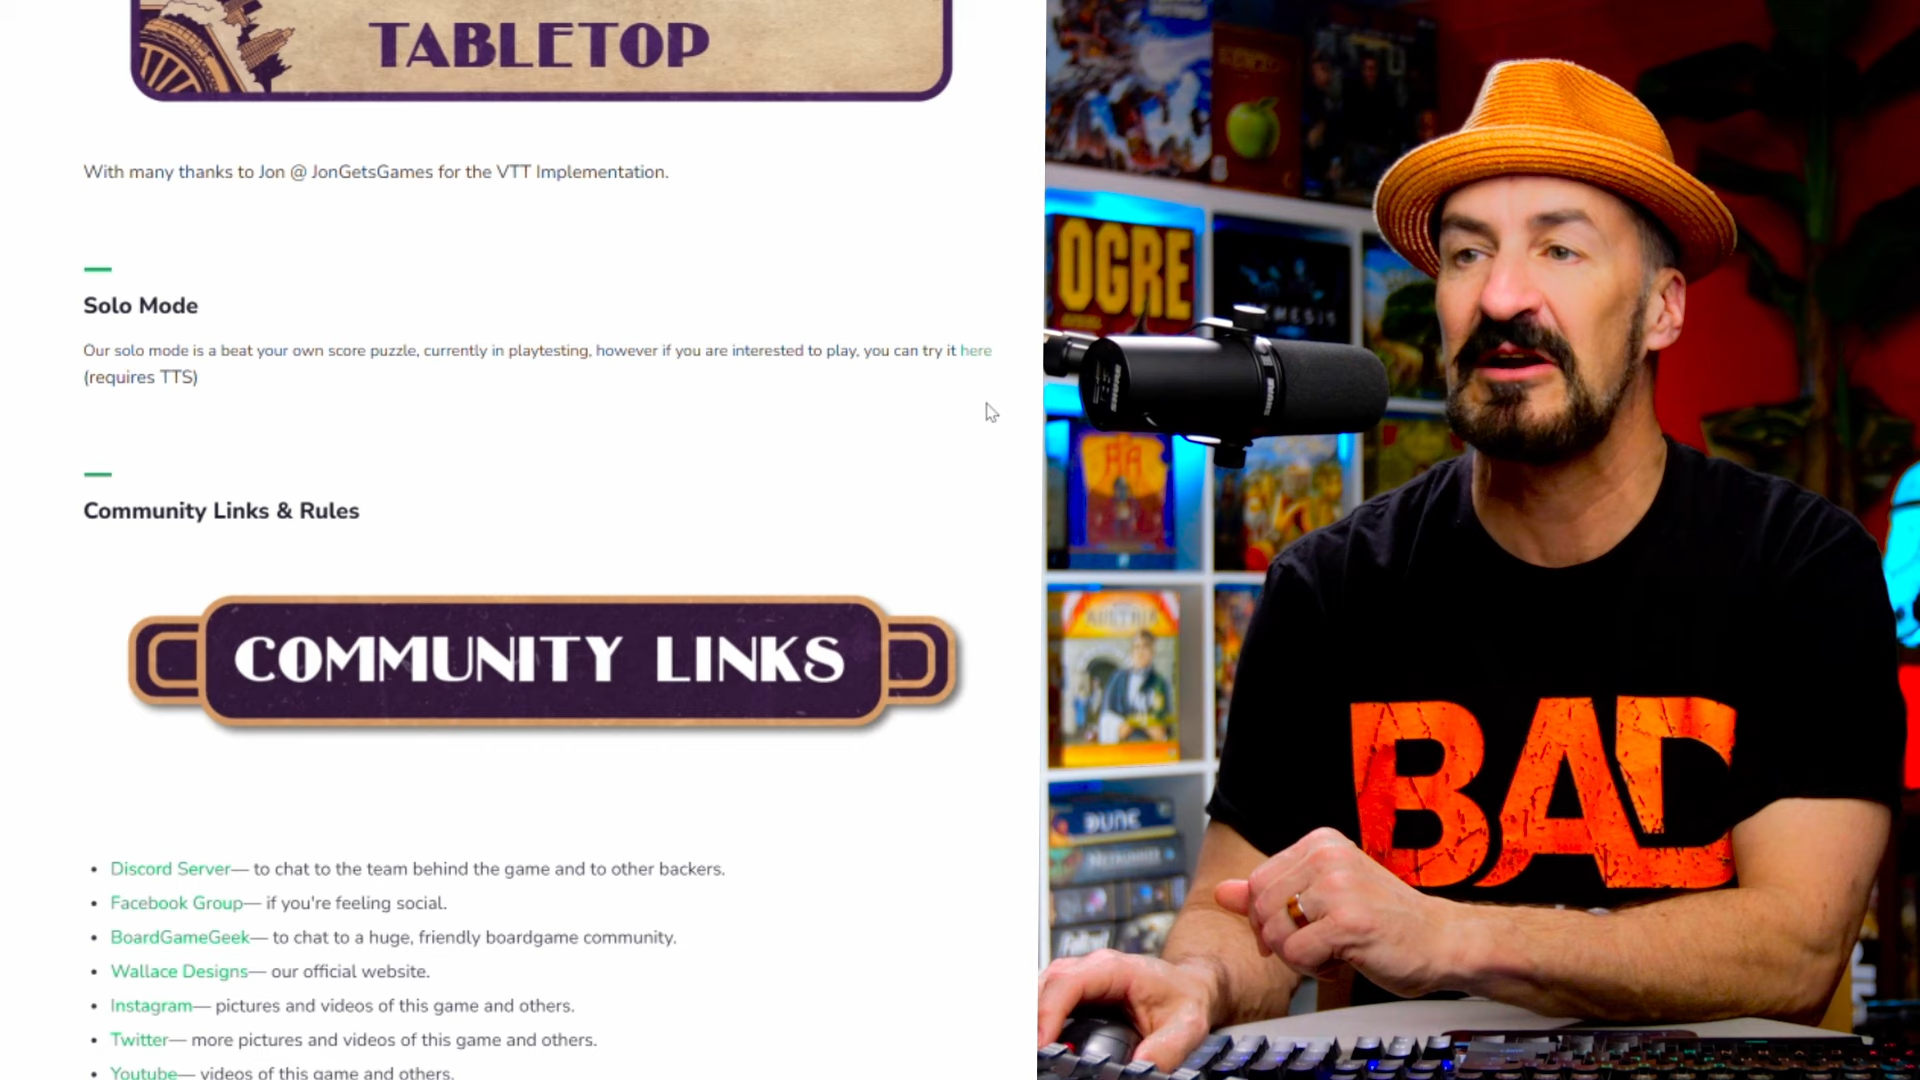 TABLETOP
With many thanks to Jon @ JonGetsGames for the VTT Implementation.
Solo Mode
Our solo mode is a beat your own score puzzle, currently in playtesting, however if you are interested to play, you can try it here
(requires TTS)
Community Links & Rules
COMMUNITY LINKS
Discord Server— to chat to the team behind the game and to other backers.
Facebook Group— if you're feeling social.
BoardGameGeek— to chat to a huge, friendly boardgame community.
Wallace Designs— our official website.
Instagram— pictures and videos of this game and others.
Twitter— more pictures and videos of this game and others.
Youtube— videos of this game and others.
OGRE
NEMESIS
SHURE
AUSTRIA
DUNE
BAD